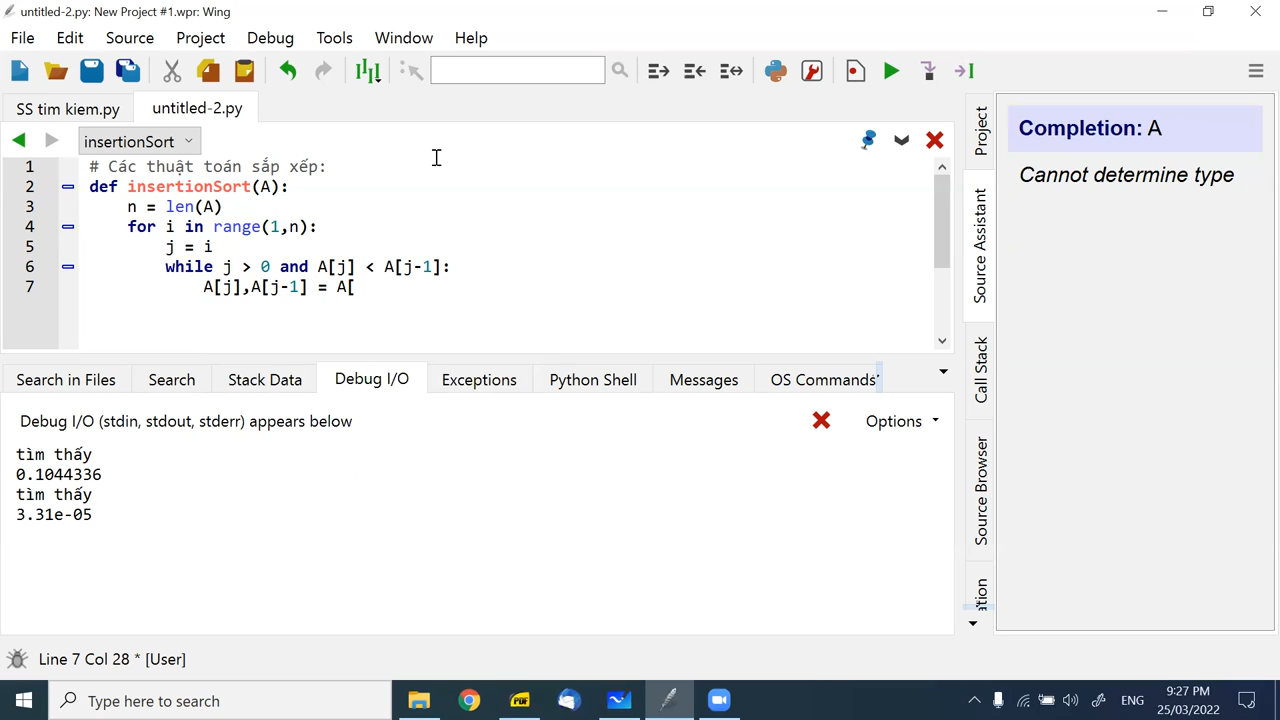 untitled-2.py: New Project #1.wpr: Wing
File Edit Source Project Debug Tools Window Help
SS tim kiem.py untitled-2.py
insertionSort
1 # Các thuật toán sắp xếp:
2 def insertionSort(A):
3 n = len(A)
4 for i in range(1,n):
5 j = i
6 while j > 0 and A[j] < A[j-1]:
7 A[j],A[j-1] = A[
Project
Source Assistant
Call Stack
Source Browser
Completion: A
Cannot determine type
Search in Files Search Stack Data Debug I/O Exceptions Python Shell Messages OS Commands
Debug I/O (stdin, stdout, stderr) appears below
Options
tìm thấy
0.1044336
tìm thấy
3.31e-05
Line 7 Col 28 * [User]
Type here to search
PDF
ENG
9:27 PM
25/03/2022